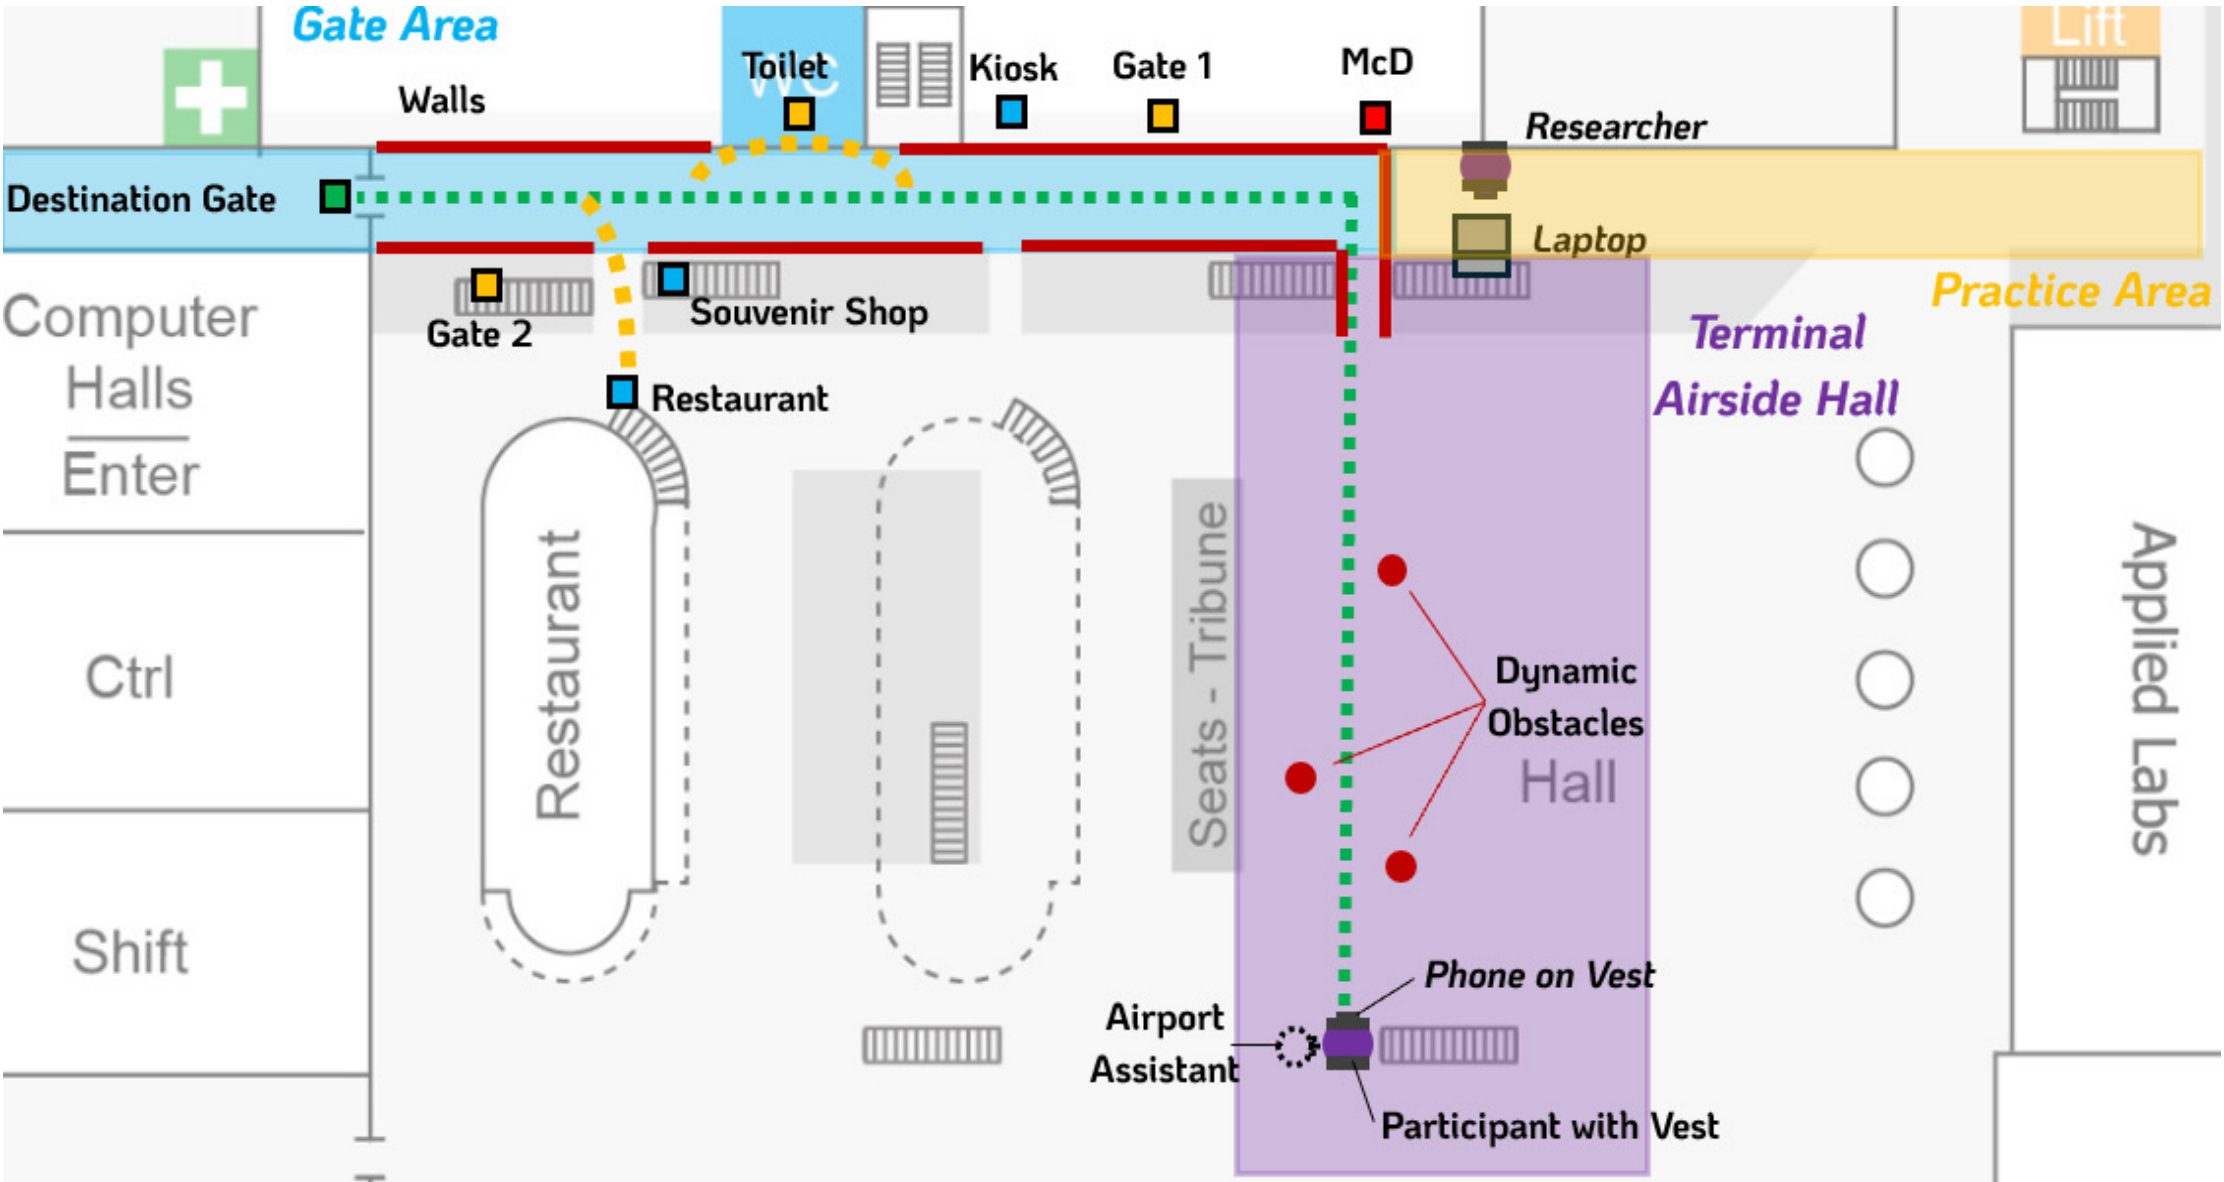 Gate Area
Lift
Toilet
WC
Kiosk
Gate 1
McD
Walls
Researcher
Destination Gate
Laptop
Practice Area
Computer
Halls
Enter
Gate 2
Souvenir Shop
Terminal
Airside Hall
Restaurant
Restaurant
Seats - Tribune
Applied Labs
Dynamic
Obstacles
Hall
Ctrl
Shift
Phone on Vest
Airport
Assistant
Participant with Vest